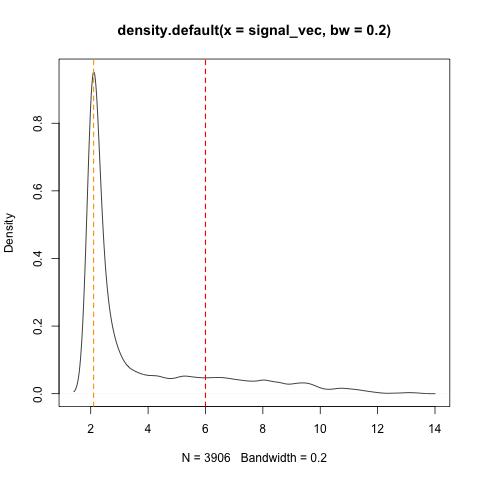 density.default(x = signal_vec, bw = 0.2)
Density
0.8
0.6
0.4
0.2
0.0
2 4 6 8 10 12 14
N = 3906 Bandwidth = 0.2